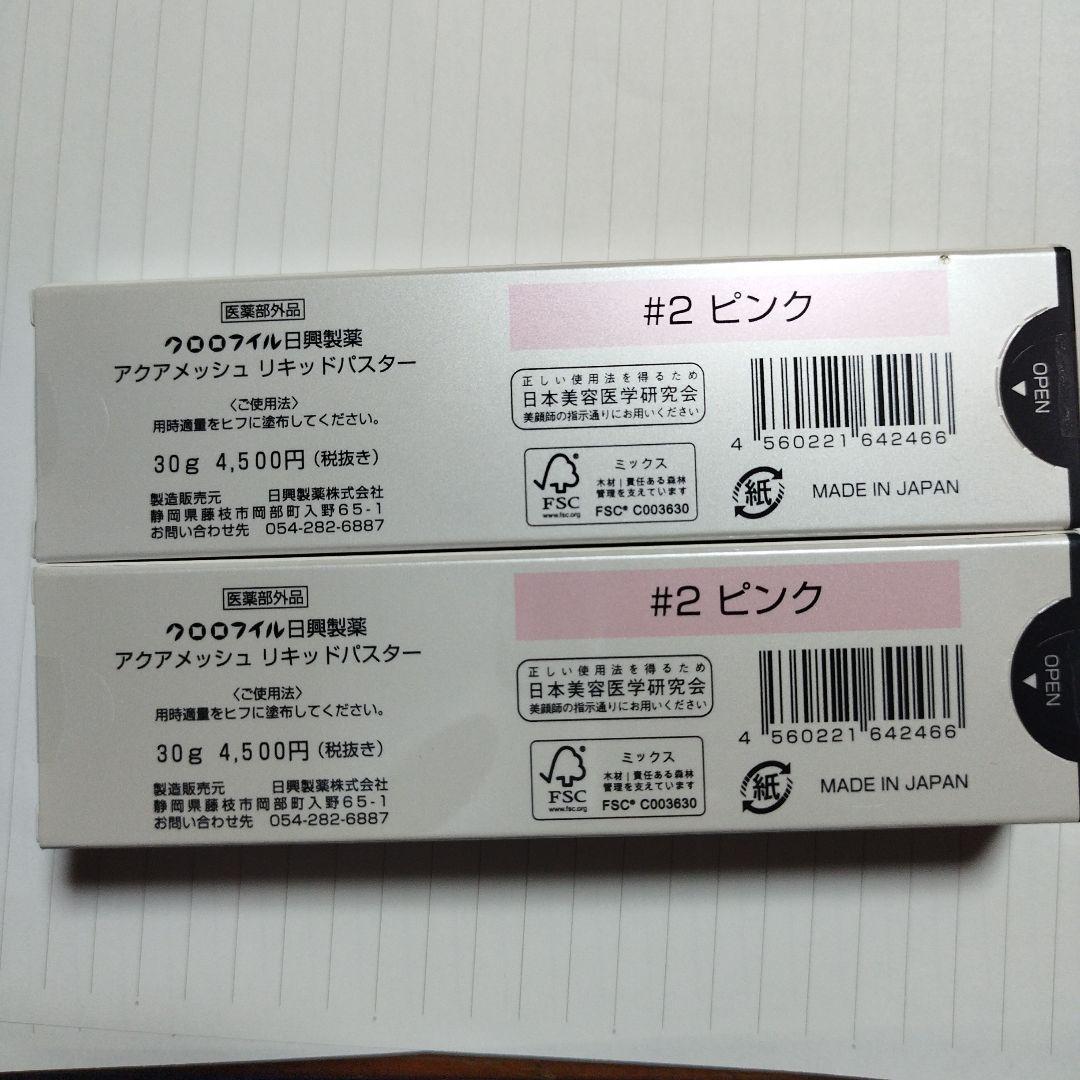 医薬部外品
クロロフイル日興製薬
アクアメッシュ リキッドパスター
〈ご使用法〉
用時適量をヒフに塗布してください。
30g 4,500円(税抜き)
製造販売元 日興製薬株式会社
静岡県藤枝市岡部町入野65-1
お問い合わせ先 054-282-6887
#2 ピンク
正しい使用法を得るため
日本美容医学研究会
美顔師の指示通りにお用いください
FSC
www.fsc.org
ミックス
木材|責任ある森林
管理を支えています
FSC® C003630
4 560221 642466
紙
MADE IN JAPAN
OPEN
医薬部外品
クロロフイル日興製薬
アクアメッシュ リキッドパスター
〈ご使用法〉
用時適量をヒフに塗布してください。
30g 4,500円(税抜き)
製造販売元 日興製薬株式会社
静岡県藤枝市岡部町入野65-1
お問い合わせ先 054-282-6887
#2 ピンク
正しい使用法を得るため
日本美容医学研究会
美顔師の指示通りにお用いください
FSC
www.fsc.org
ミックス
木材|責任ある森林
管理を支えています
FSC® C003630
4 560221 642466
紙
MADE IN JAPAN
OPEN